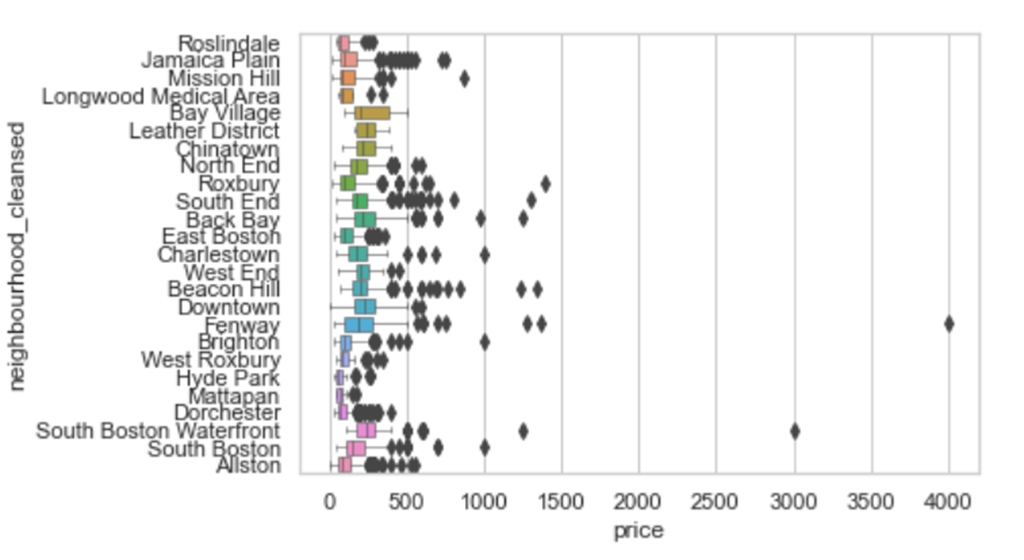 neighbourhood_cleansed
Roslindale
Jamaica Plain
Mission Hill
Longwood Medical Area
Bay Village
Leather District
Chinatown
North End
Roxbury
South End
Back Bay
East Boston
Charlestown
West End
Beacon Hill
Downtown
Fenway
Brighton
West Roxbury
Hyde Park
Mattapan
Dorchester
South Boston Waterfront
South Boston
Allston
0 500 1000 1500 2000 2500 3000 3500 4000
price